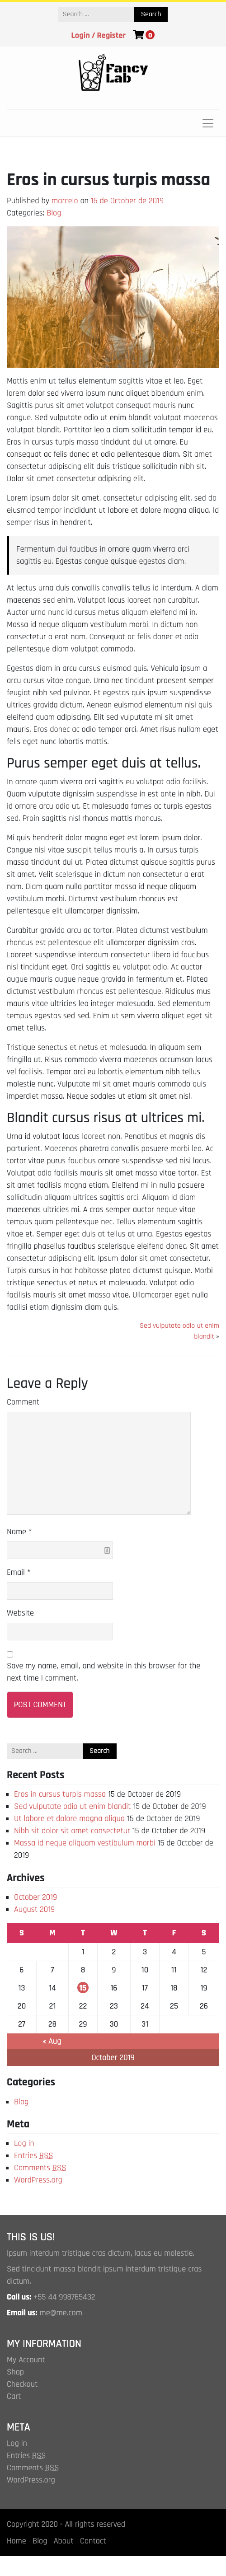 Search ... Search
Login / Register 0
Fancy
Lab
Eros in cursus turpis massa
Published by marcelo on 15 de October de 2019
Categories: Blog
Mattis enim ut tellus elementum sagittis vitae et leo. Eget
lorem dolor sed viverra ipsum nunc aliquet bibendum enim.
Sagittis purus sit amet volutpat consequat mauris nunc
congue. Sed vulputate odio ut enim blandit volutpat maecenas
volutpat blandit. Porttitor leo a diam sollicitudin tempor id eu.
Eros in cursus turpis massa tincidunt dui ut ornare. Eu
consequat ac felis donec et odio pellentesque diam. Sit amet
consectetur adipiscing elit duis tristique sollicitudin nibh sit.
Dolor sit amet consectetur adipiscing elit.
Lorem ipsum dolor sit amet, consectetur adipiscing elit, sed do
eiusmod tempor incididunt ut labore et dolore magna aliqua. Id
semper risus in hendrerit.
Fermentum dui faucibus in ornare quam viverra orci
sagittis eu. Egestas congue quisque egestas diam.
At lectus urna duis convallis convallis tellus id interdum. A diam
maecenas sed enim. Volutpat lacus laoreet non curabitur.
Auctor urna nunc id cursus metus aliquam eleifend mi in.
Massa id neque aliquam vestibulum morbi. In dictum non
consectetur a erat nam. Consequat ac felis donec et odio
pellentesque diam volutpat commodo.
Egestas diam in arcu cursus euismod quis. Vehicula ipsum a
arcu cursus vitae congue. Urna nec tincidunt praesent semper
feugiat nibh sed pulvinar. Et egestas quis ipsum suspendisse
ultrices gravida dictum. Aenean euismod elementum nisi quis
eleifend quam adipiscing. Elit sed vulputate mi sit amet
mauris. Eros donec ac odio tempor orci. Amet risus nullam eget
felis eget nunc lobortis mattis.
Purus semper eget duis at tellus.
In ornare quam viverra orci sagittis eu volutpat odio facilisis.
Quam vulputate dignissim suspendisse in est ante in nibh. Dui
id ornare arcu odio ut. Et malesuada fames ac turpis egestas
sed. Proin sagittis nisl rhoncus mattis rhoncus.
Mi quis hendrerit dolor magna eget est lorem ipsum dolor.
Congue nisi vitae suscipit tellus mauris a. In cursus turpis
massa tincidunt dui ut. Platea dictumst quisque sagittis purus
sit amet. Velit scelerisque in dictum non consectetur a erat
nam. Diam quam nulla porttitor massa id neque aliquam
vestibulum morbi. Dictumst vestibulum rhoncus est
pellentesque elit ullamcorper dignissim.
Curabitur gravida arcu ac tortor. Platea dictumst vestibulum
rhoncus est pellentesque elit ullamcorper dignissim cras.
Laoreet suspendisse interdum consectetur libero id faucibus
nisl tincidunt eget. Orci sagittis eu volutpat odio. Ac auctor
augue mauris augue neque gravida in fermentum et. Platea
dictumst vestibulum rhoncus est pellentesque. Ridiculus mus
mauris vitae ultricies leo integer malesuada. Sed elementum
tempus egestas sed sed. Enim ut sem viverra aliquet eget sit
amet tellus.
Tristique senectus et netus et malesuada. In aliquam sem
fringilla ut. Risus commodo viverra maecenas accumsan lacus
vel facilisis. Tempor orci eu lobortis elementum nibh tellus
molestie nunc. Vulputate mi sit amet mauris commodo quis
imperdiet massa. Neque sodales ut etiam sit amet nisl.
Blandit cursus risus at ultrices mi.
Urna id volutpat lacus laoreet non. Penatibus et magnis dis
parturient. Maecenas pharetra convallis posuere morbi leo. Ac
tortor vitae purus faucibus ornare suspendisse sed nisi lacus.
Volutpat odio facilisis mauris sit amet massa vitae tortor. Est
sit amet facilisis magna etiam. Eleifend mi in nulla posuere
sollicitudin aliquam ultrices sagittis orci. Aliquam id diam
maecenas ultricies mi. A cras semper auctor neque vitae
tempus quam pellentesque nec. Tellus elementum sagittis
vitae et. Semper eget duis at tellus at urna. Egestas egestas
fringilla phasellus faucibus scelerisque eleifend donec. Sit amet
consectetur adipiscing elit. Ipsum dolor sit amet consectetur.
Turpis cursus in hac habitasse platea dictumst quisque. Morbi
tristique senectus et netus et malesuada. Volutpat odio
facilisis mauris sit amet massa vitae. Ullamcorper eget nulla
facilisi etiam dignissim diam quis.
Sed vulputate odio ut enim
blandit »
Leave a Reply
Comment
Name *
Email *
Website
Save my name, email, and website in this browser for the
next time I comment.
POST COMMENT
Search ... Search
Recent Posts
Eros in cursus turpis massa 15 de October de 2019
Sed vulputate odio ut enim blandit 15 de October de 2019
Ut labore et dolore magna aliqua 15 de October de 2019
Nibh sit dolor sit amet consectetur 15 de October de 2019
Massa id neque aliquam vestibulum morbi 15 de October de
2019
Archives
October 2019
August 2019
S M T W T F S
1 2 3 4 5
6 7 8 9 10 11 12
13 14 15 16 17 18 19
20 21 22 23 24 25 26
27 28 29 30 31
« Aug
October 2019
Categories
Blog
Meta
Log in
Entries RSS
Comments RSS
WordPress.org
THIS IS US!
Ipsum interdum tristique cras dictum, lacus eu molestie.
Sed tincidunt massa blandit ipsum interdum tristique cras
dictum.
Call us: +55 44 998765432
Email us: me@me.com
MY INFORMATION
My Account
Shop
Checkout
Cart
META
Log in
Entries RSS
Comments RSS
WordPress.org
Copyright 2020 - All rights reserved
Home Blog About Contact